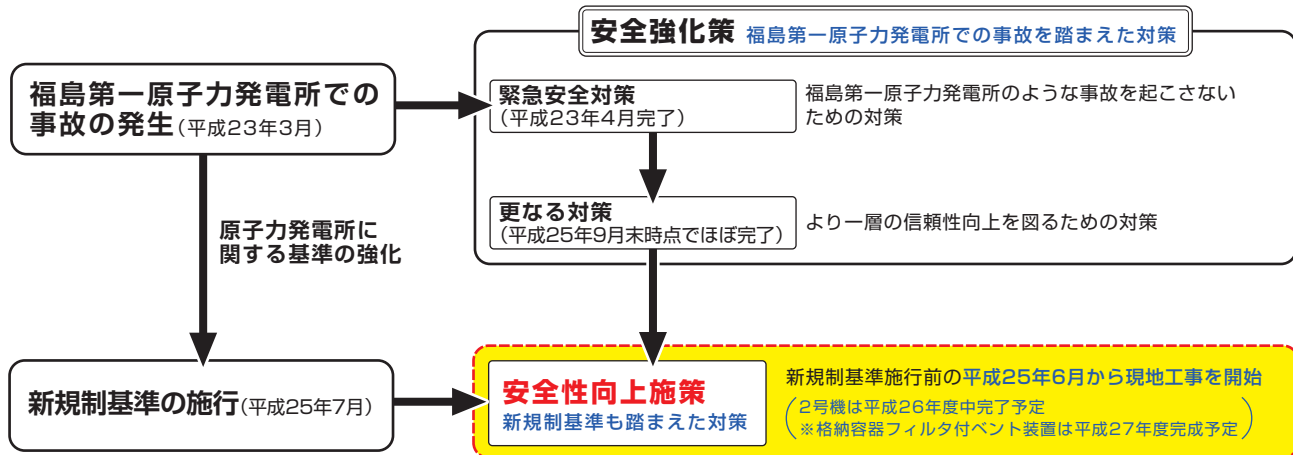 安全強化策 福島第一原子力発電所での事故を踏まえた対策
福島第一原子力発電所での
事故の発生(平成23年3月)
緊急安全対策
(平成23年4月完了)
福島第一原子力発電所のような事故を起こさない
ための対策
更なる対策
(平成25年9月末時点でほぼ完了)
より一層の信頼性向上を図るための対策
原子力発電所に
関する基準の強化
新規制基準の施行(平成25年7月)
安全性向上施策
新規制基準も踏まえた対策
新規制基準施行前の平成25年6月から現地工事を開始
(2号機は平成26年度中完了予定
※格納容器フィルタ付ベント装置は平成27年度完成予定)